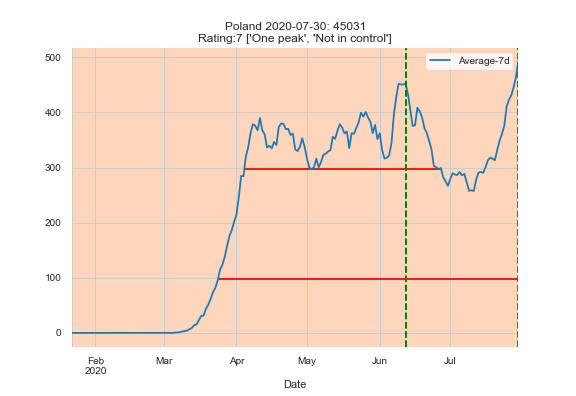 Poland 2020-07-30: 45031
Rating:7 ['One peak', 'Not in control']
Average-7d
500
400
300
200
100
0
Feb
2020
Mar
Apr
May
Jun
Jul
Date